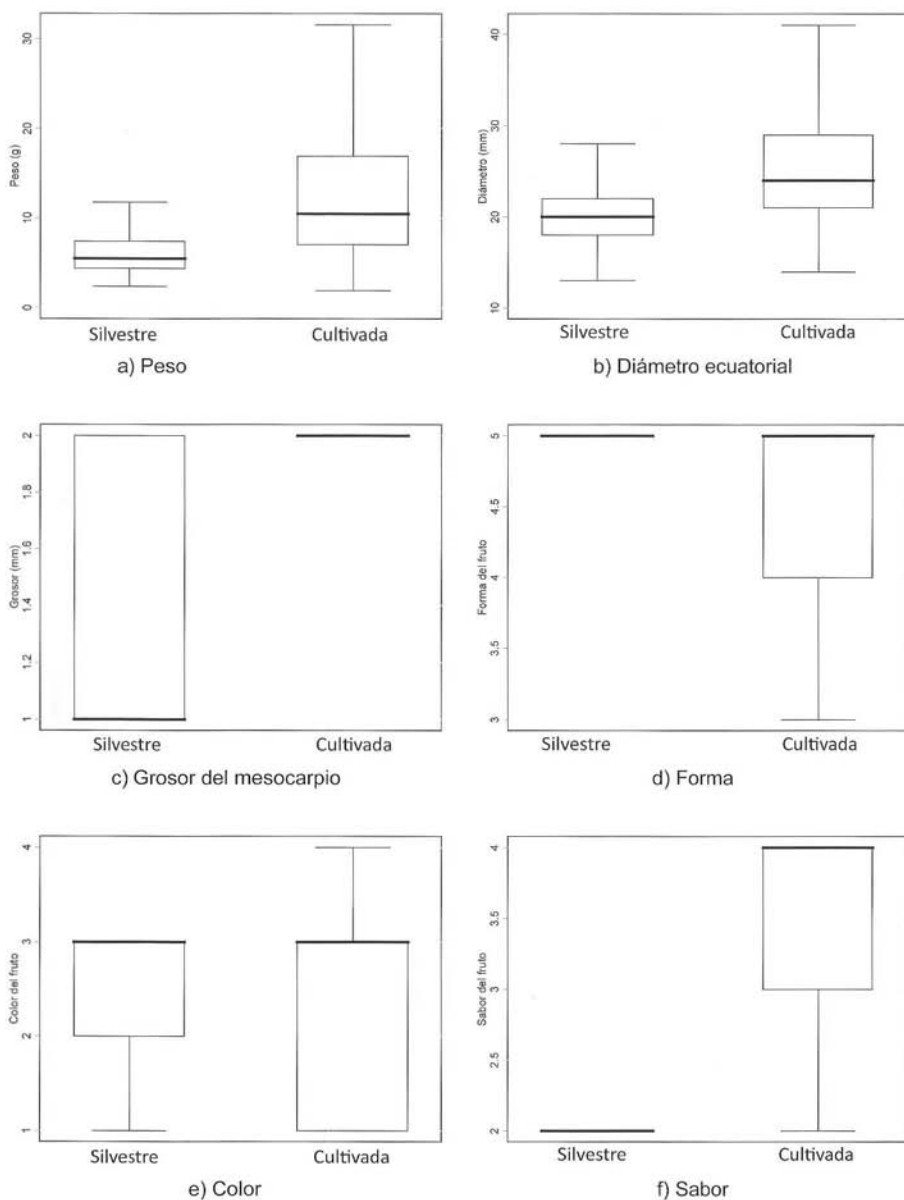 Peso (g)
30
20
10
0
Silvestre
Cultivada
a) Peso
Diámetro (mm)
40
30
20
10
Silvestre
Cultivada
b) Diámetro ecuatorial
Grosor (mm)
2
1.8
1.6
1.4
1.2
1
Silvestre
Cultivada
c) Grosor del mesocarpio
Forma del fruto
5
4.5
4
3.5
3
Silvestre
Cultivada
d) Forma
Color del fruto
4
3
2
1
Silvestre
Cultivada
e) Color
Sabor del fruto
4
3.5
3
2.5
2
Silvestre
Cultivada
f) Sabor